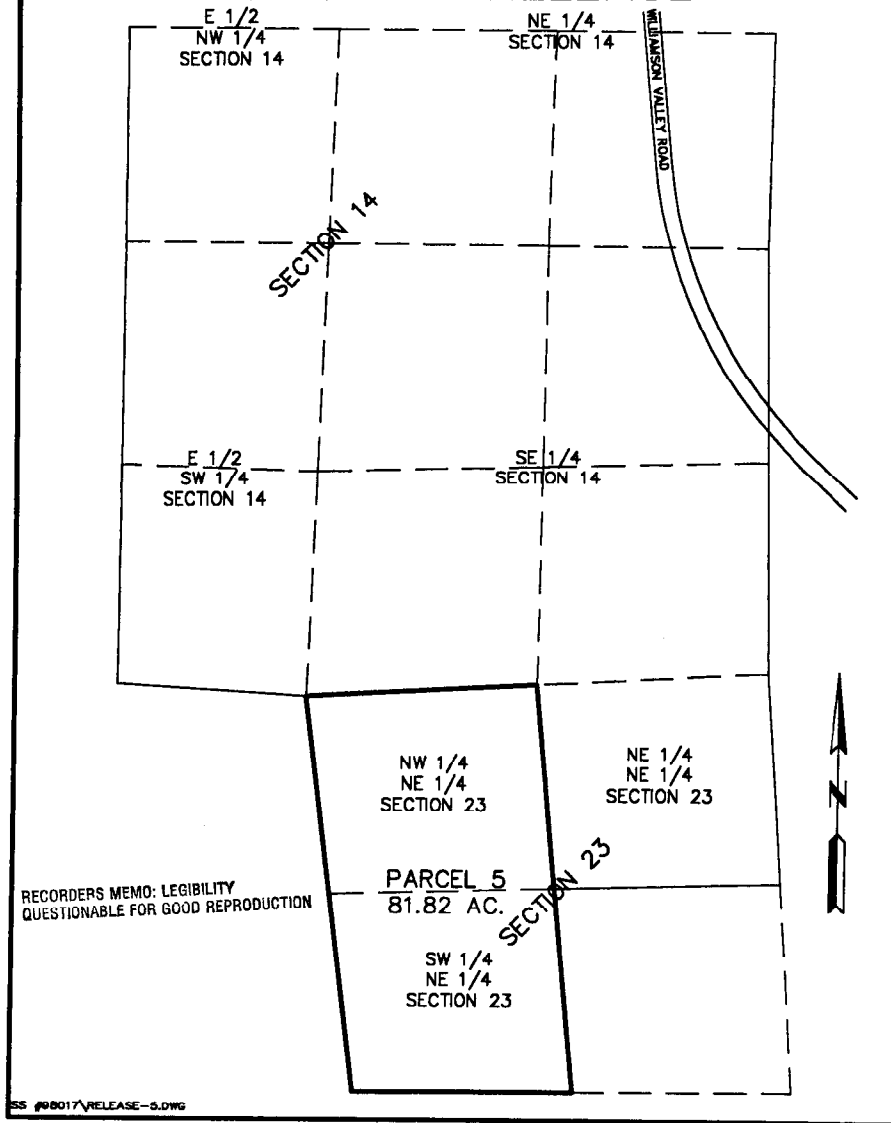 E 1/2
NW 1/4
SECTION 14
NE 1/4
SECTION 14
WILLIAMSON VALLEY ROAD
SECTION 14
E 1/2
SW 1/4
SECTION 14
SE 1/4
SECTION 14
NW 1/4
NE 1/4
SECTION 23
NE 1/4
NE 1/4
SECTION 23
N
PARCEL 5
81.82 AC.
SECTION 23
RECORDERS MEMO: LEGIBILITY
QUESTIONABLE FOR GOOD REPRODUCTION
SW 1/4
NE 1/4
SECTION 23
SS #98017\RELEASE-5.DWG